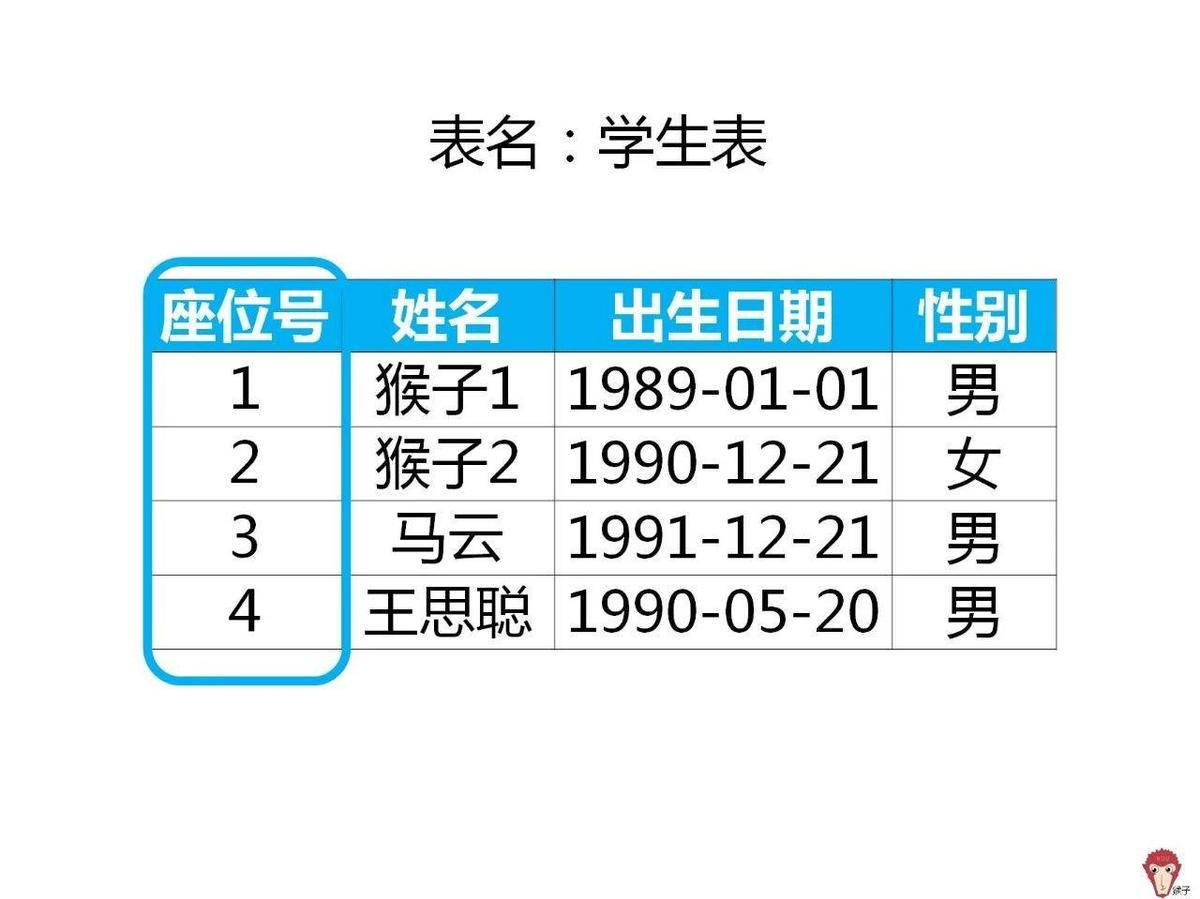 表名：学生表
座位号 姓名 出生日期 性别
1 猴子1 1989-01-01 男
2 猴子2 1990-12-21 女
3 马云 1991-12-21 男
4 王思聪 1990-05-20 男
猴子